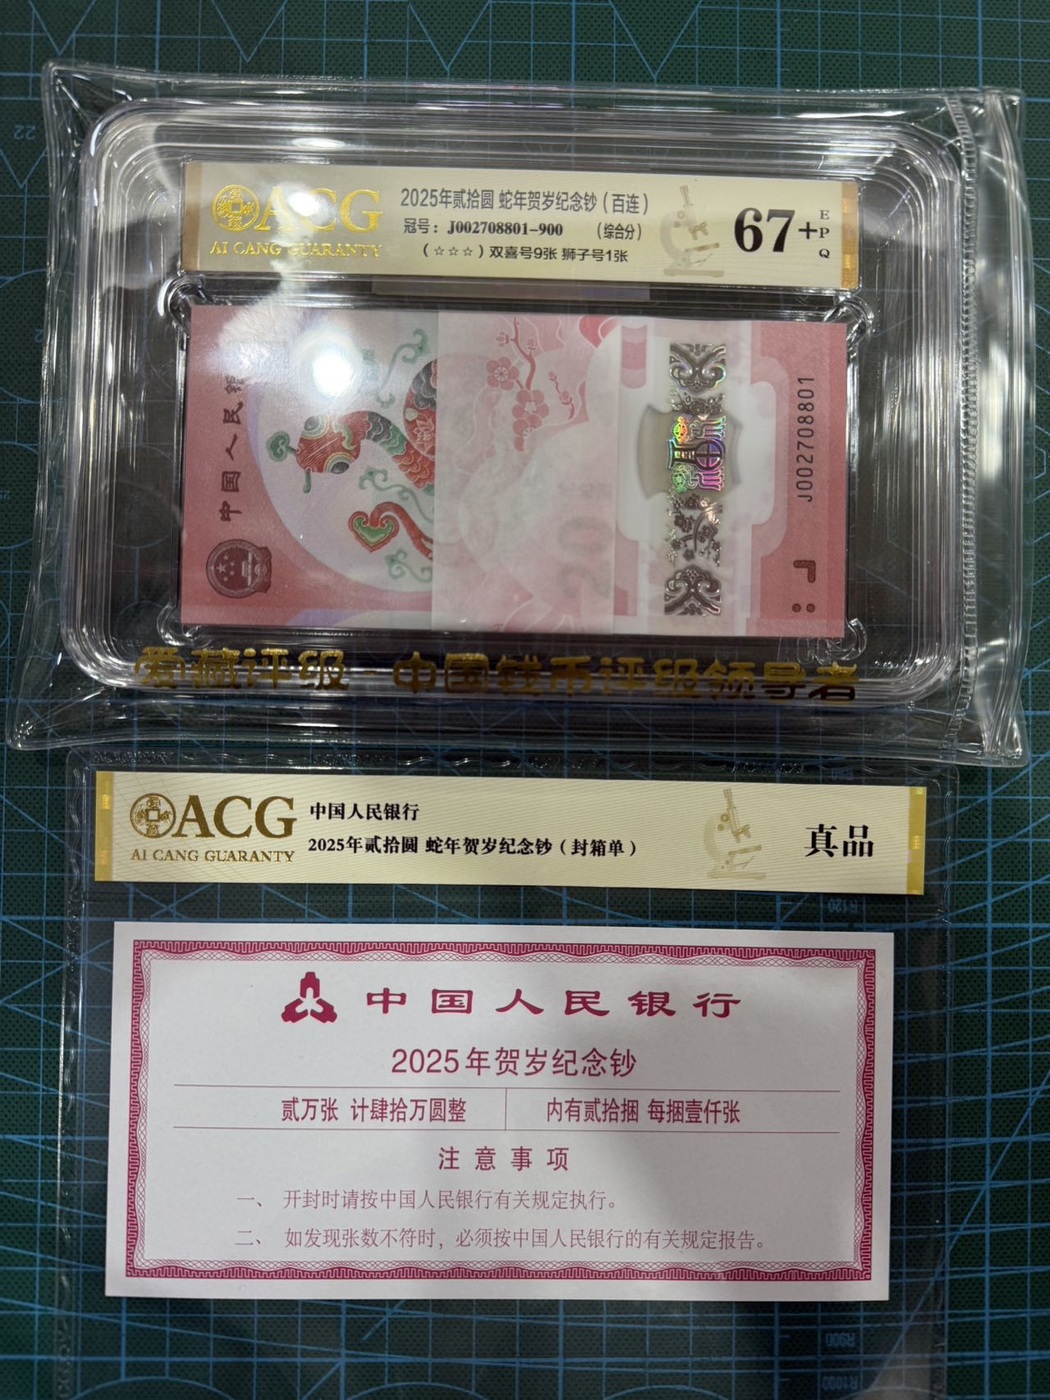 ACG
AI CANG GUARANTY
2025年贰拾圆 蛇年贺岁纪念钞（百连）
冠号：J002708801-900 （综合分）
（☆☆☆）双喜号9张 狮子号1张
67+
EPQ
中国人民银
J002708801
爱藏评级·中国钱币评级领导者
ACG
AI CANG GUARANTY
中国人民银行
2025年贰拾圆 蛇年贺岁纪念钞（封箱单）
真品
中国人民银行
2025年贺岁纪念钞
贰万张 计肆拾万圆整
内有贰拾捆 每捆壹仟张
注意事项
一、 开封时请按中国人民银行有关规定执行。
二、 如发现张数不符时，必须按中国人民银行的有关规定报告。